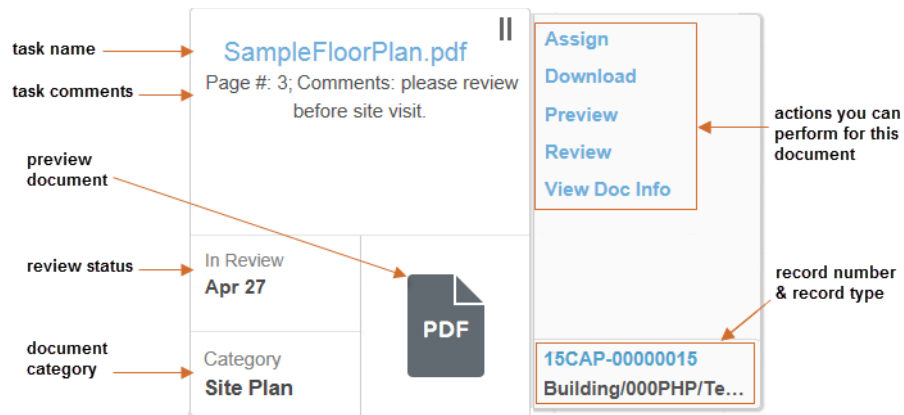 task name
SampleFloorPlan.pdf
task comments
Page #: 3; Comments: please review
before site visit.
Assign
Download
Preview
Review
View Doc Info
actions you can
perform for this
document
preview
document
review status
In Review
Apr 27
PDF
record number
& record type
document
category
Category
Site Plan
15CAP-00000015
Building/000PHP/Te...